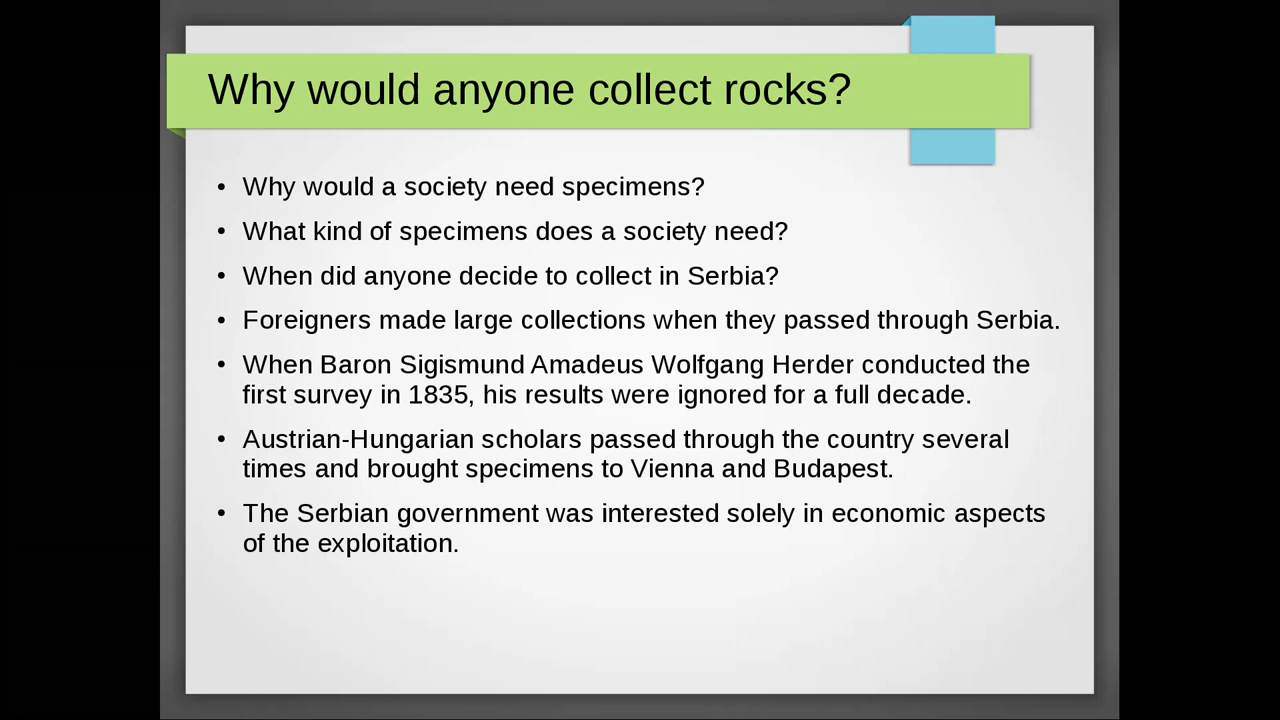 Why would anyone collect rocks?
• Why would a society need specimens?
• What kind of specimens does a society need?
• When did anyone decide to collect in Serbia?
• Foreigners made large collections when they passed through Serbia.
• When Baron Sigismund Amadeus Wolfgang Herder conducted the
first survey in 1835, his results were ignored for a full decade.
• Austrian-Hungarian scholars passed through the country several
times and brought specimens to Vienna and Budapest.
• The Serbian government was interested solely in economic aspects
of the exploitation.